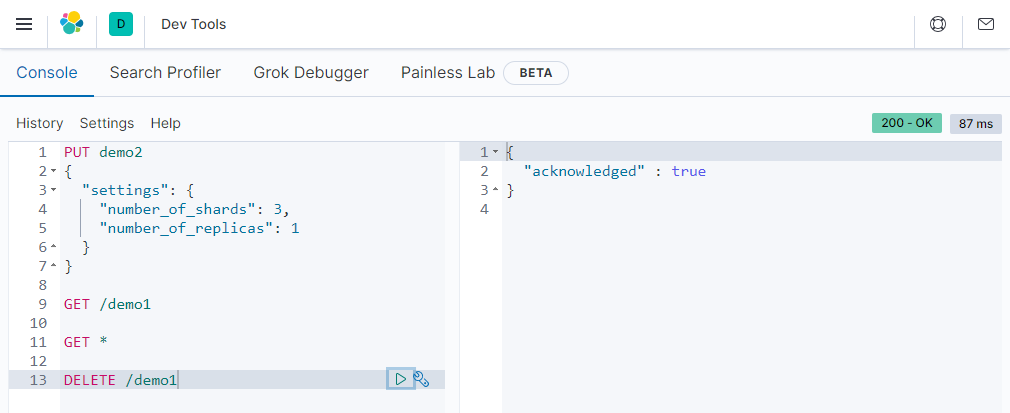 D Dev Tools
Console Search Profiler Grok Debugger Painless Lab BETA
History Settings Help 200 - OK 87 ms
1 PUT demo2
2 {
3 "settings": {
4 "number_of_shards": 3,
5 "number_of_replicas": 1
6 }
7 }
8
9 GET /demo1
10
11 GET *
12
13 DELETE /demo1
1 {
2 "acknowledged" : true
3 }
4